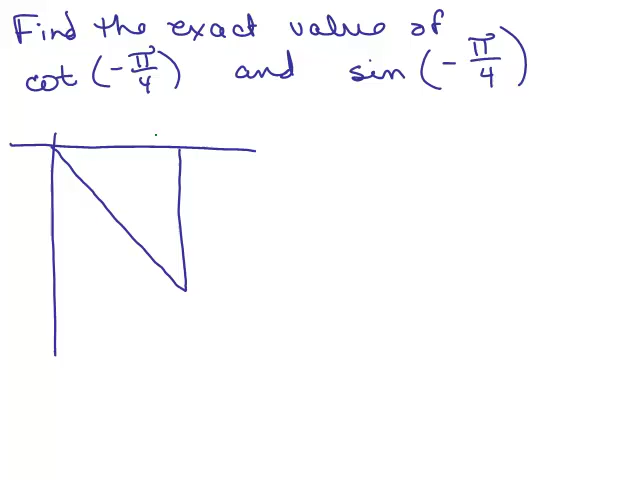 Find the exact value of
cot (-π/4) and sin (-π/4)